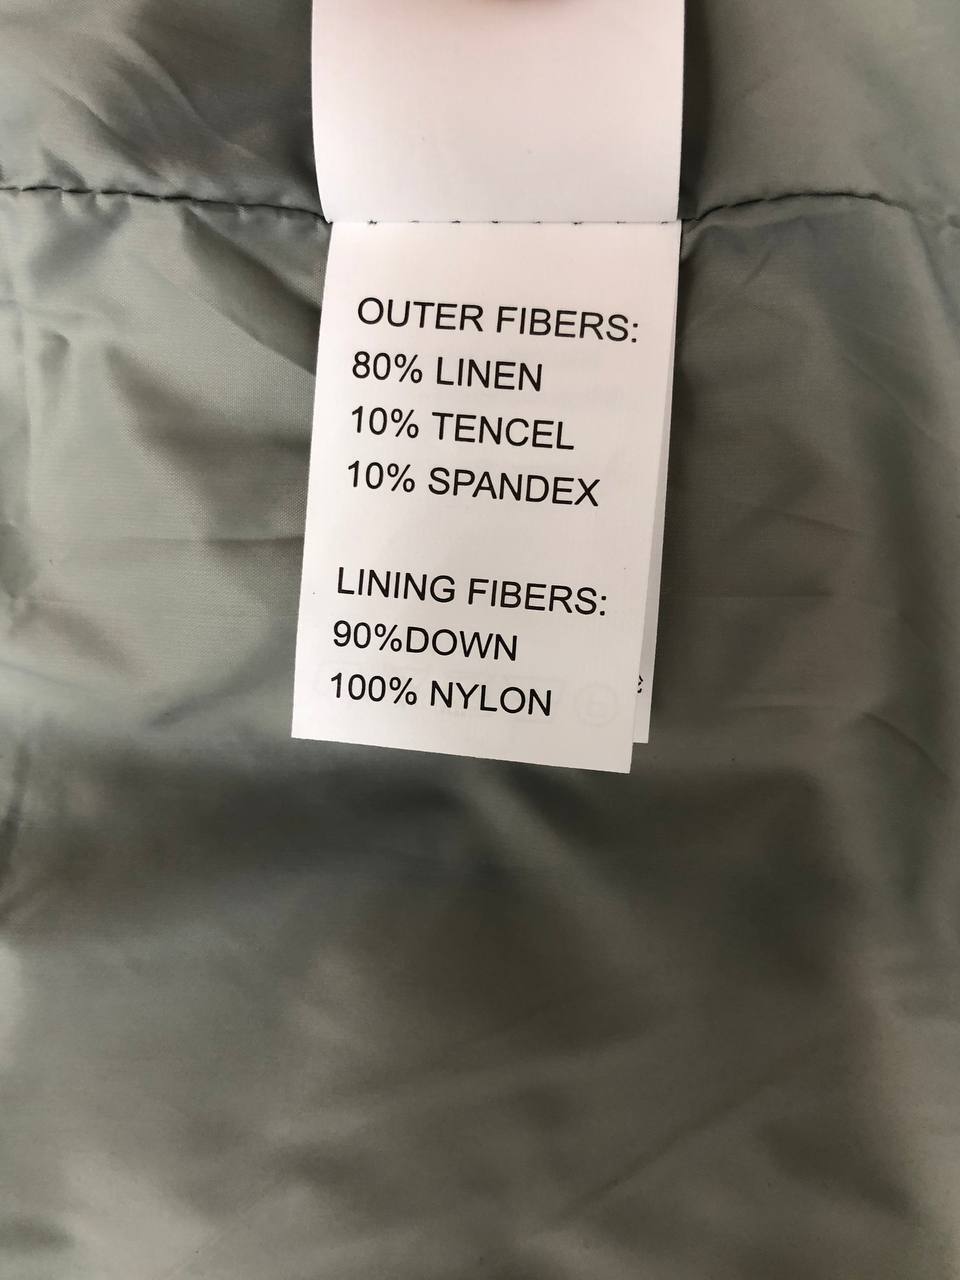 OUTER FIBERS:
80% LINEN
10% TENCEL
10% SPANDEX
LINING FIBERS:
90%DOWN
100% NYLON